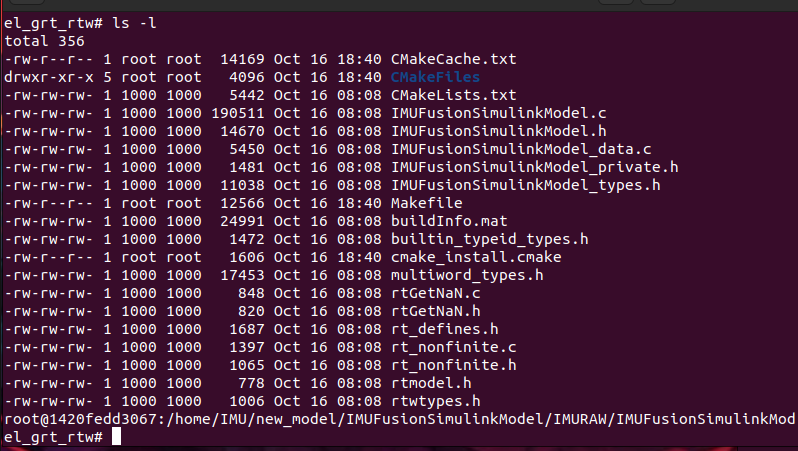 el_grt_rtw# ls -l
total 356
-rw-r--r-- 1 root root  14169 Oct 16 18:40 CMakeCache.txt
drwxr-xr-x 5 root root   4096 Oct 16 18:40 CMakeFiles
-rw-rw-rw- 1 1000 1000   5442 Oct 16 08:08 CMakeLists.txt
-rw-rw-rw- 1 1000 1000 190511 Oct 16 08:08 IMUFusionSimulinkModel.c
-rw-rw-rw- 1 1000 1000  14670 Oct 16 08:08 IMUFusionSimulinkModel.h
-rw-rw-rw- 1 1000 1000   5450 Oct 16 08:08 IMUFusionSimulinkModel_data.c
-rw-rw-rw- 1 1000 1000   1481 Oct 16 08:08 IMUFusionSimulinkModel_private.h
-rw-rw-rw- 1 1000 1000  11038 Oct 16 08:08 IMUFusionSimulinkModel_types.h
-rw-r--r-- 1 root root  12566 Oct 16 18:40 Makefile
-rw-rw-rw- 1 1000 1000  24991 Oct 16 08:08 buildInfo.mat
-rw-rw-rw- 1 1000 1000   1472 Oct 16 08:08 builtin_typeid_types.h
-rw-r--r-- 1 root root   1606 Oct 16 18:40 cmake_install.cmake
-rw-rw-rw- 1 1000 1000  17453 Oct 16 08:08 multiword_types.h
-rw-rw-rw- 1 1000 1000    848 Oct 16 08:08 rtGetNaN.c
-rw-rw-rw- 1 1000 1000    820 Oct 16 08:08 rtGetNaN.h
-rw-rw-rw- 1 1000 1000   1687 Oct 16 08:08 rt_defines.h
-rw-rw-rw- 1 1000 1000   1397 Oct 16 08:08 rt_nonfinite.c
-rw-rw-rw- 1 1000 1000   1065 Oct 16 08:08 rt_nonfinite.h
-rw-rw-rw- 1 1000 1000    778 Oct 16 08:08 rtmodel.h
-rw-rw-rw- 1 1000 1000   1006 Oct 16 08:08 rtwtypes.h
root@1420fedd3067:/home/IMU/new_model/IMUFusionSimulinkModel/IMURAW/IMUFusionSimulinkMod
el_grt_rtw#